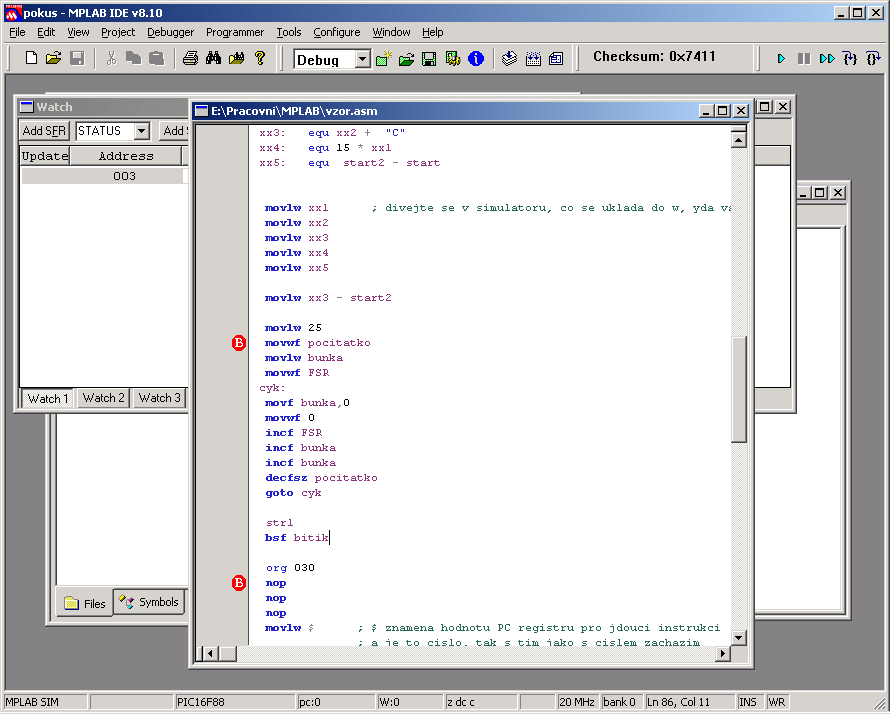 pokus - MPLAB IDE v8.10
File Edit View Project Debugger Programmer Tools Configure Window Help
Debug
Checksum: 0x7411
Watch
Add SFR STATUS Add
Update Address
003
Watch 1 Watch 2 Watch 3
Files Symbols
E:\Pracovni\MPLAB\vzor.asm
xx3: equ xx2 + "C"
xx4: equ 15 * xx1
xx5: equ start2 - start
movlw xx1 ; divejte se v simulatoru, co se uklada do w, yda
movlw xx2
movlw xx3
movlw xx4
movlw xx5
movlw xx3 - start2
movlw 25
B movwf pocitatko
movlw bunka
movwf FSR
cyk:
movf bunka,0
movwf 0
incf FSR
incf bunka
incf bunka
decfsz pocitatko
goto cyk
str1
bsf bitik
org 030
B nop
nop
nop
movlw $ ; $ znamena hodnotu PC registru pro jdouci instrukci
; a je to cislo, tak s tim jako s cislem zachazim
MPLAB SIM PIC16F88 pc:0 W:0 z dc c 20 MHz bank 0 Ln 86, Col 11 INS WR